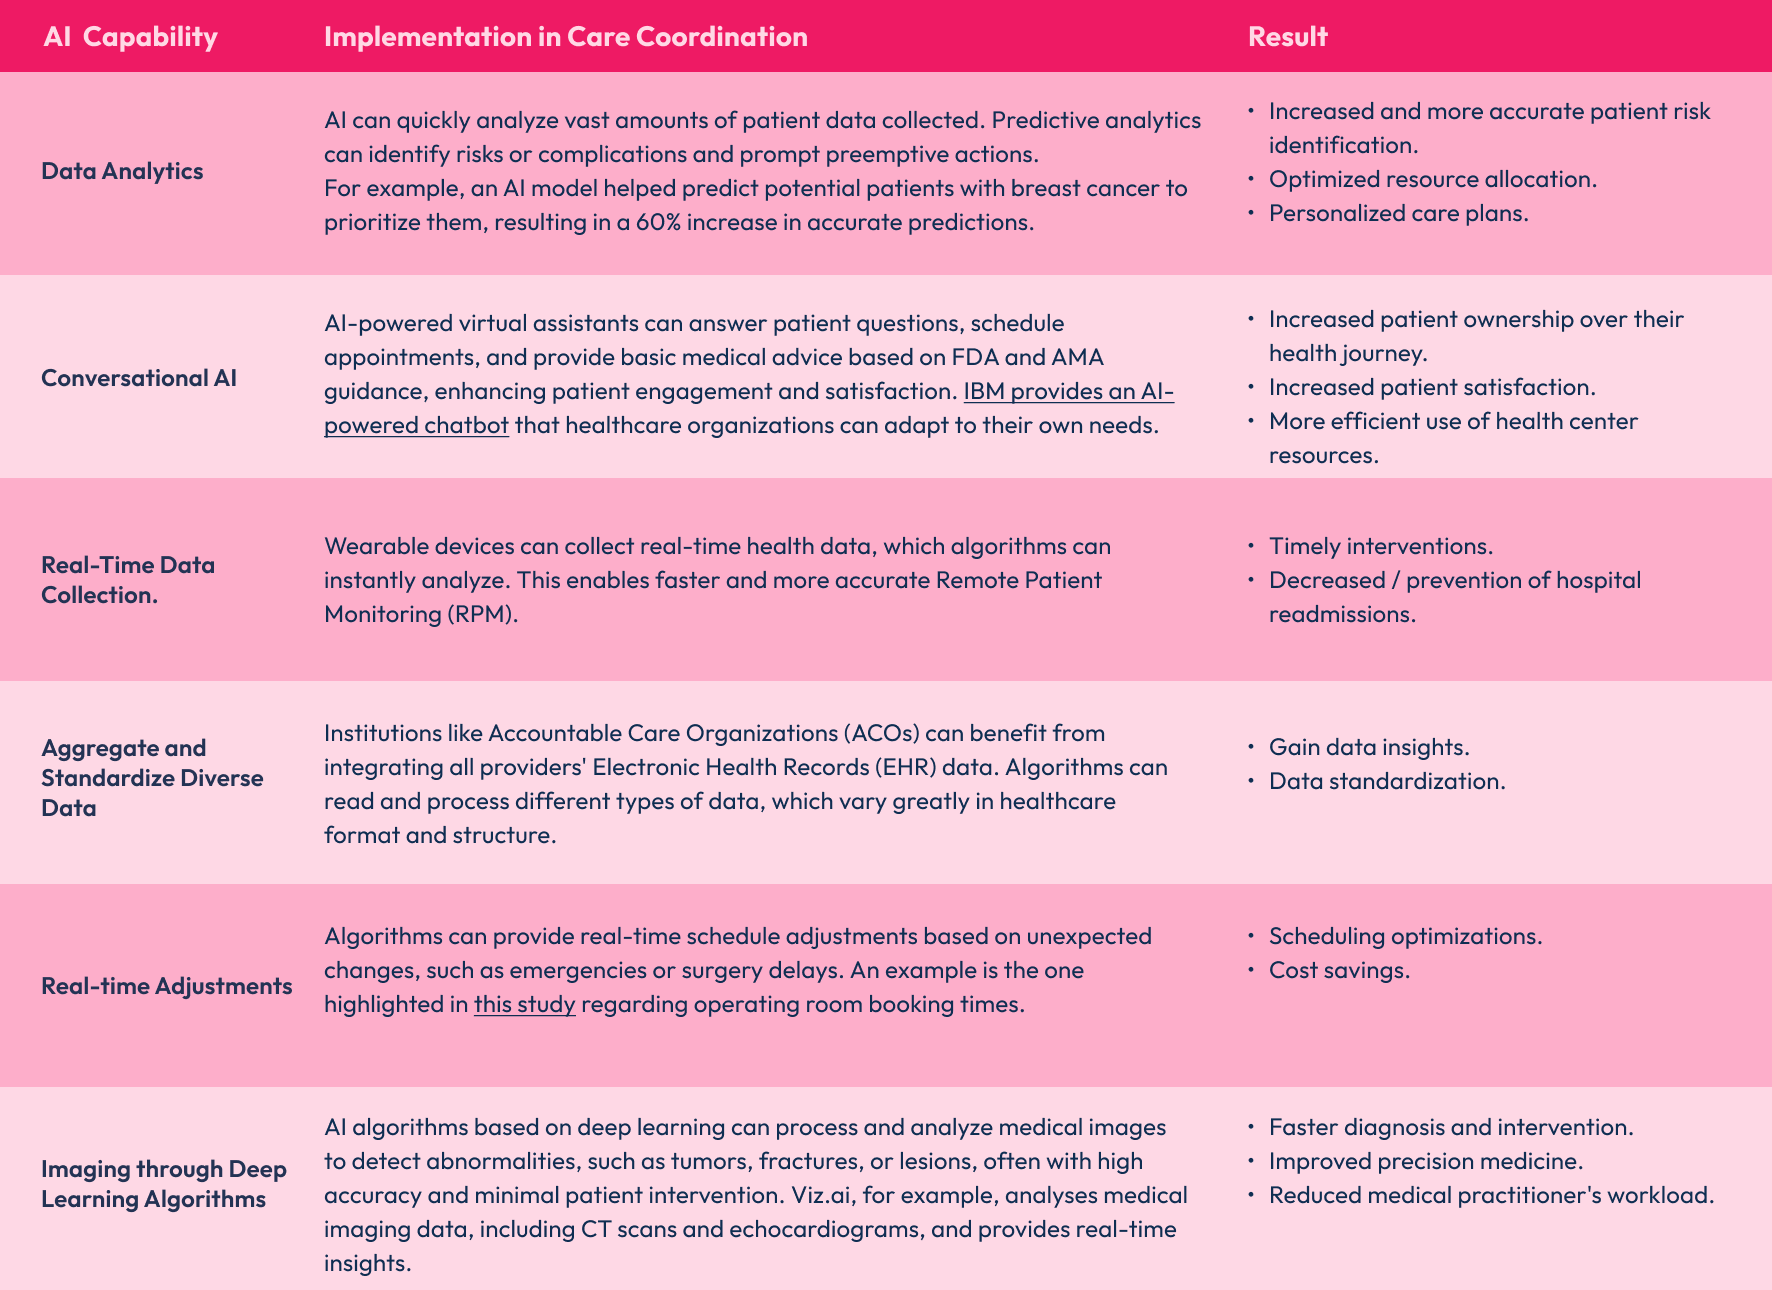 AI Capability
Implementation in Care Coordination
Result
Data Analytics
AI can quickly analyze vast amounts of patient data collected. Predictive analytics
can identify risks or complications and prompt preemptive actions.
For example, an AI model helped predict potential patients with breast cancer to
prioritize them, resulting in a 60% increase in accurate predictions.
• Increased and more accurate patient risk
identification.
• Optimized resource allocation.
• Personalized care plans.
Conversational AI
AI-powered virtual assistants can answer patient questions, schedule
appointments, and provide basic medical advice based on FDA and AMA
guidance, enhancing patient engagement and satisfaction. IBM provides an AI-
powered chatbot that healthcare organizations can adapt to their own needs.
• Increased patient ownership over their
health journey.
• Increased patient satisfaction.
• More efficient use of health center
resources.
Real-Time Data
Collection.
Wearable devices can collect real-time health data, which algorithms can
instantly analyze. This enables faster and more accurate Remote Patient
Monitoring (RPM).
• Timely interventions.
• Decreased / prevention of hospital
readmissions.
Aggregate and
Standardize Diverse
Data
Institutions like Accountable Care Organizations (ACOs) can benefit from
integrating all providers' Electronic Health Records (EHR) data. Algorithms can
read and process different types of data, which vary greatly in healthcare
format and structure.
• Gain data insights.
• Data standardization.
Real-time Adjustments
Algorithms can provide real-time schedule adjustments based on unexpected
changes, such as emergencies or surgery delays. An example is the one
highlighted in this study regarding operating room booking times.
• Scheduling optimizations.
• Cost savings.
Imaging through Deep
Learning Algorithms
AI algorithms based on deep learning can process and analyze medical images
to detect abnormalities, such as tumors, fractures, or lesions, often with high
accuracy and minimal patient intervention. Viz.ai, for example, analyses medical
imaging data, including CT scans and echocardiograms, and provides real-time
insights.
• Faster diagnosis and intervention.
• Improved precision medicine.
• Reduced medical practitioner's workload.